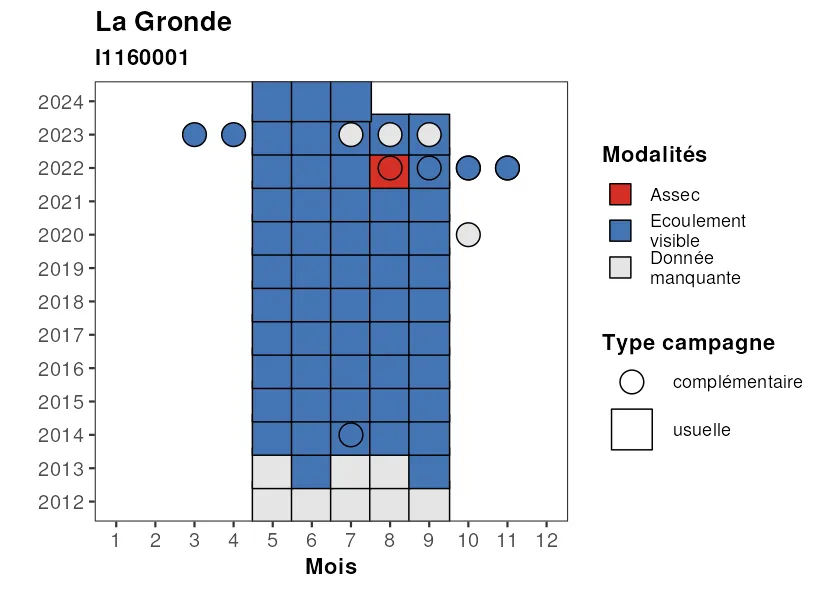 La Gronde
I1160001
2024
2023
2022
2021
2020
2019
2018
2017
2016
2015
2014
2013
2012
1 2 3 4 5 6 7 8 9 10 11 12
Mois
Modalités
Assec
Ecoulement
visible
Donnée
manquante
Type campagne
complémentaire
usuelle